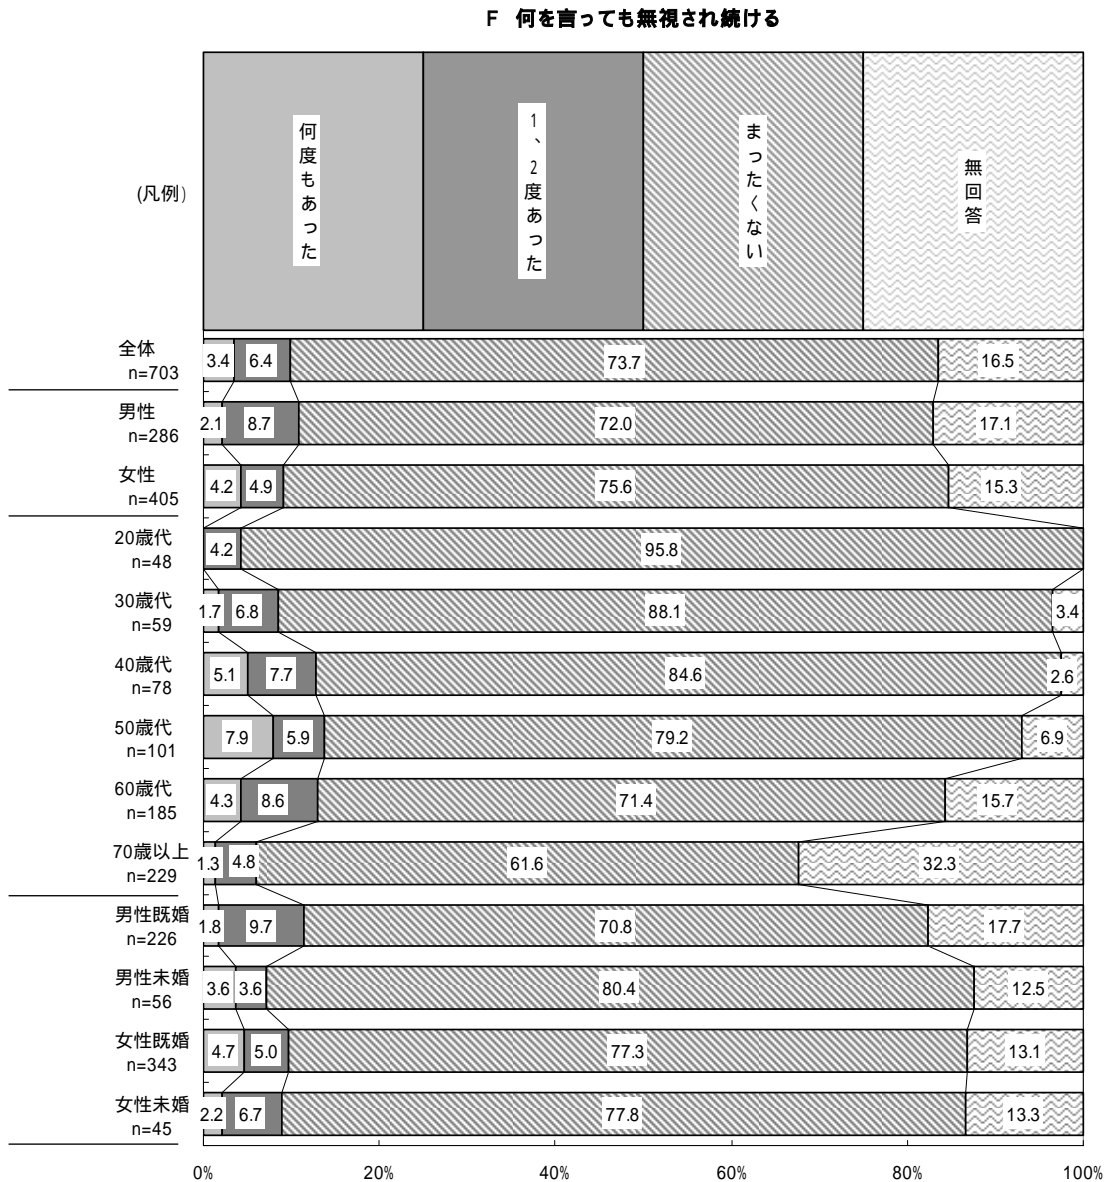 F 何を言っても無視され続ける
(凡例)
何度もあった
1、2度あった
まったくない
無回答
全体
n=703
3.4 6.4 73.7 16.5
男性
n=286
2.1 8.7 72.0 17.1
女性
n=405
4.2 4.9 75.6 15.3
20歳代
n=48
4.2 95.8
30歳代
n=59
1.7 6.8 88.1 3.4
40歳代
n=78
5.1 7.7 84.6 2.6
50歳代
n=101
7.9 5.9 79.2 6.9
60歳代
n=185
4.3 8.6 71.4 15.7
70歳以上
n=229
1.3 4.8 61.6 32.3
男性既婚
n=226
1.8 9.7 70.8 17.7
男性未婚
n=56
3.6 3.6 80.4 12.5
女性既婚
n=343
4.7 5.0 77.3 13.1
女性未婚
n=45
2.2 6.7 77.8 13.3
0% 20% 40% 60% 80% 100%